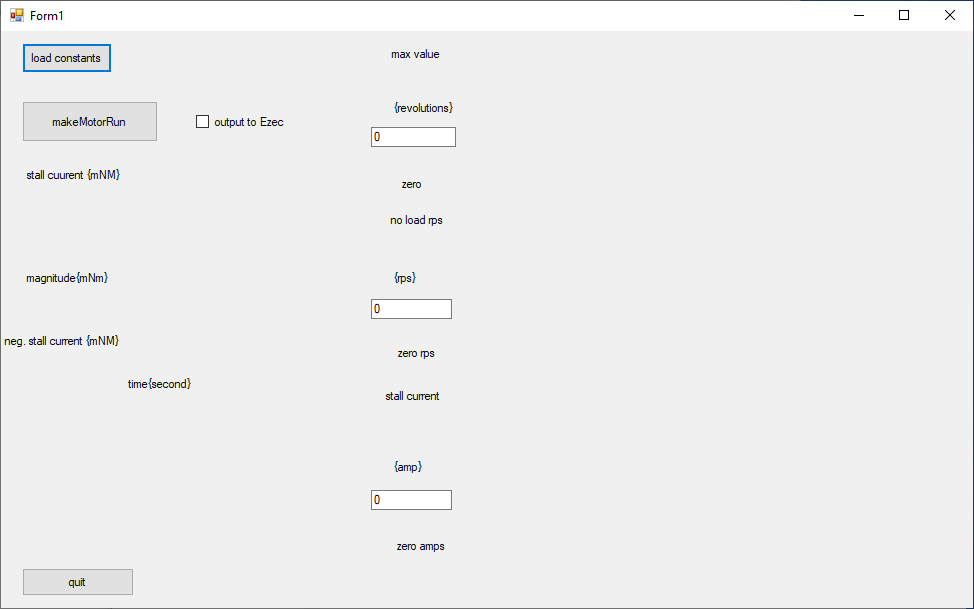 Form1
load constants
max value
{revolutions}
makeMotorRun
output to Ezec
0
stall cuurent {mNM}
zero
no load rps
magnitude{mNm}
{rps}
0
neg. stall current {mNM}
zero rps
time{second}
stall current
{amp}
0
zero amps
quit